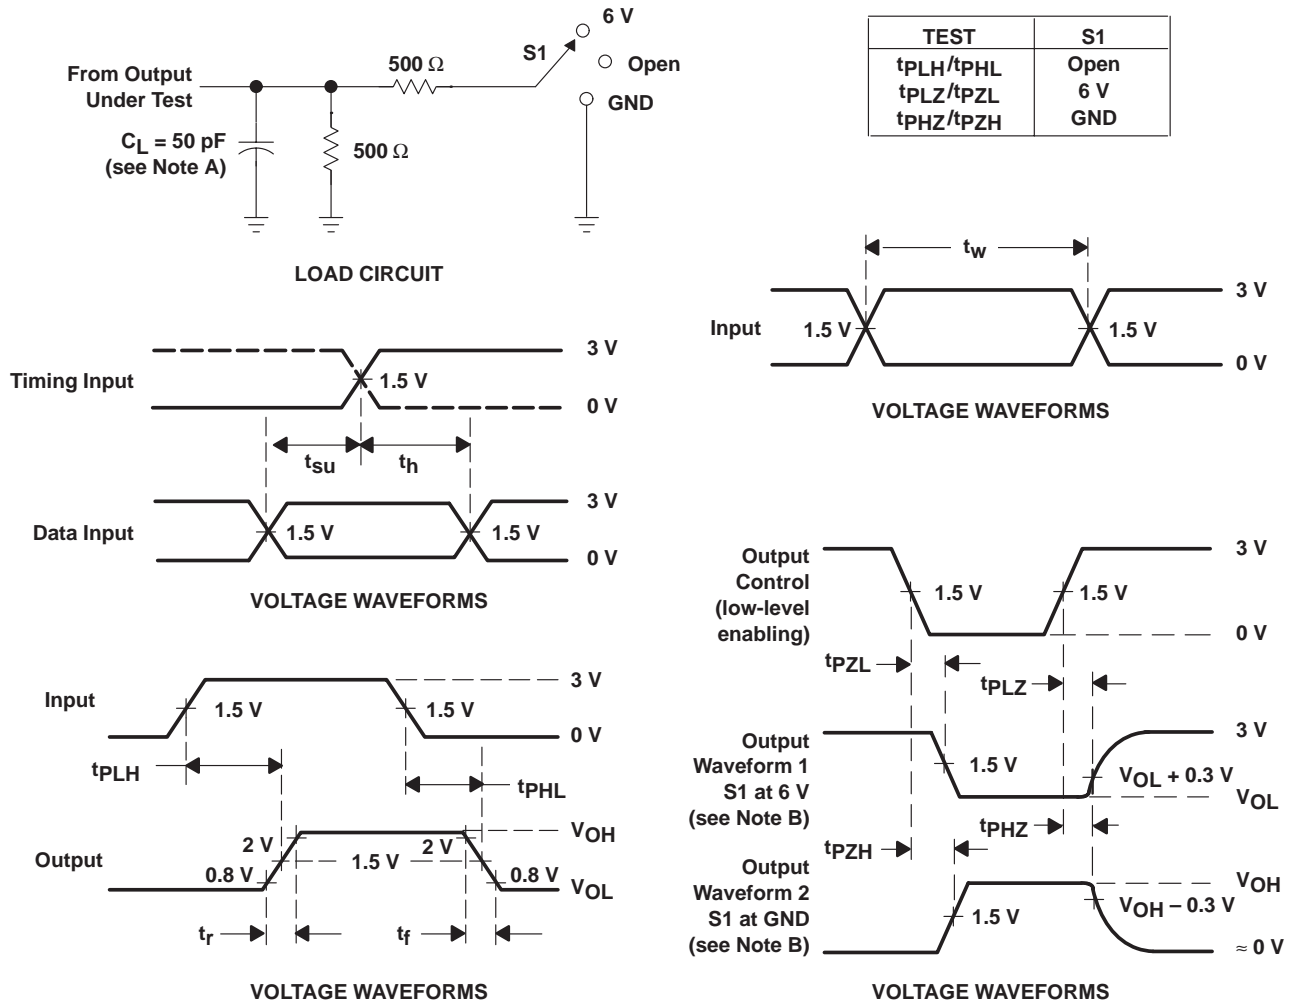 6 V
S1
Open
GND
500 Ω
From Output
Under Test
CL = 50 pF
(see Note A)
500 Ω
LOAD CIRCUIT
TEST S1
tPLH/tPHL Open
tPLZ/tPZL 6 V
tPHZ/tPZH GND
tw
3 V
Input 1.5 V 1.5 V
0 V
VOLTAGE WAVEFORMS
3 V
Timing Input 1.5 V
0 V
tsu th
3 V
Data Input 1.5 V 1.5 V
0 V
VOLTAGE WAVEFORMS
3 V
Input 1.5 V 1.5 V
0 V
tPLH tPHL
VOH
2 V 2 V
Output 1.5 V
0.8 V 0.8 V
VOL
tr tf
VOLTAGE WAVEFORMS
Output
Control
(low-level
enabling)
1.5 V 1.5 V
3 V
0 V
tPZL
tPLZ
Output
Waveform 1
S1 at 6 V
(see Note B)
3 V
1.5 V
VOL + 0.3 V
VOL
tPHZ
tPZH
Output
Waveform 2
S1 at GND
(see Note B)
VOH
1.5 V
VOH – 0.3 V
≈ 0 V
VOLTAGE WAVEFORMS